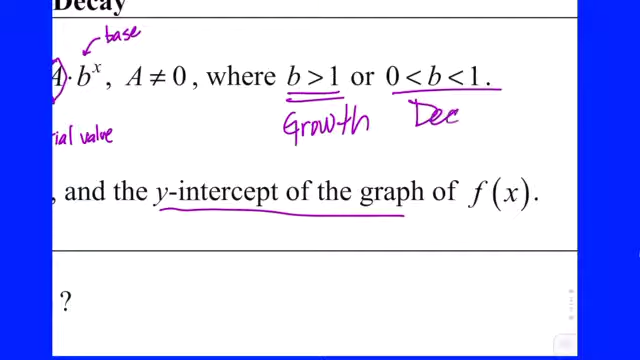 Decay
base
A · b^x, A ≠ 0, where b > 1 or 0 < b < 1.
Growth Dec
ial value
, and the y-intercept of the graph of f(x).
?